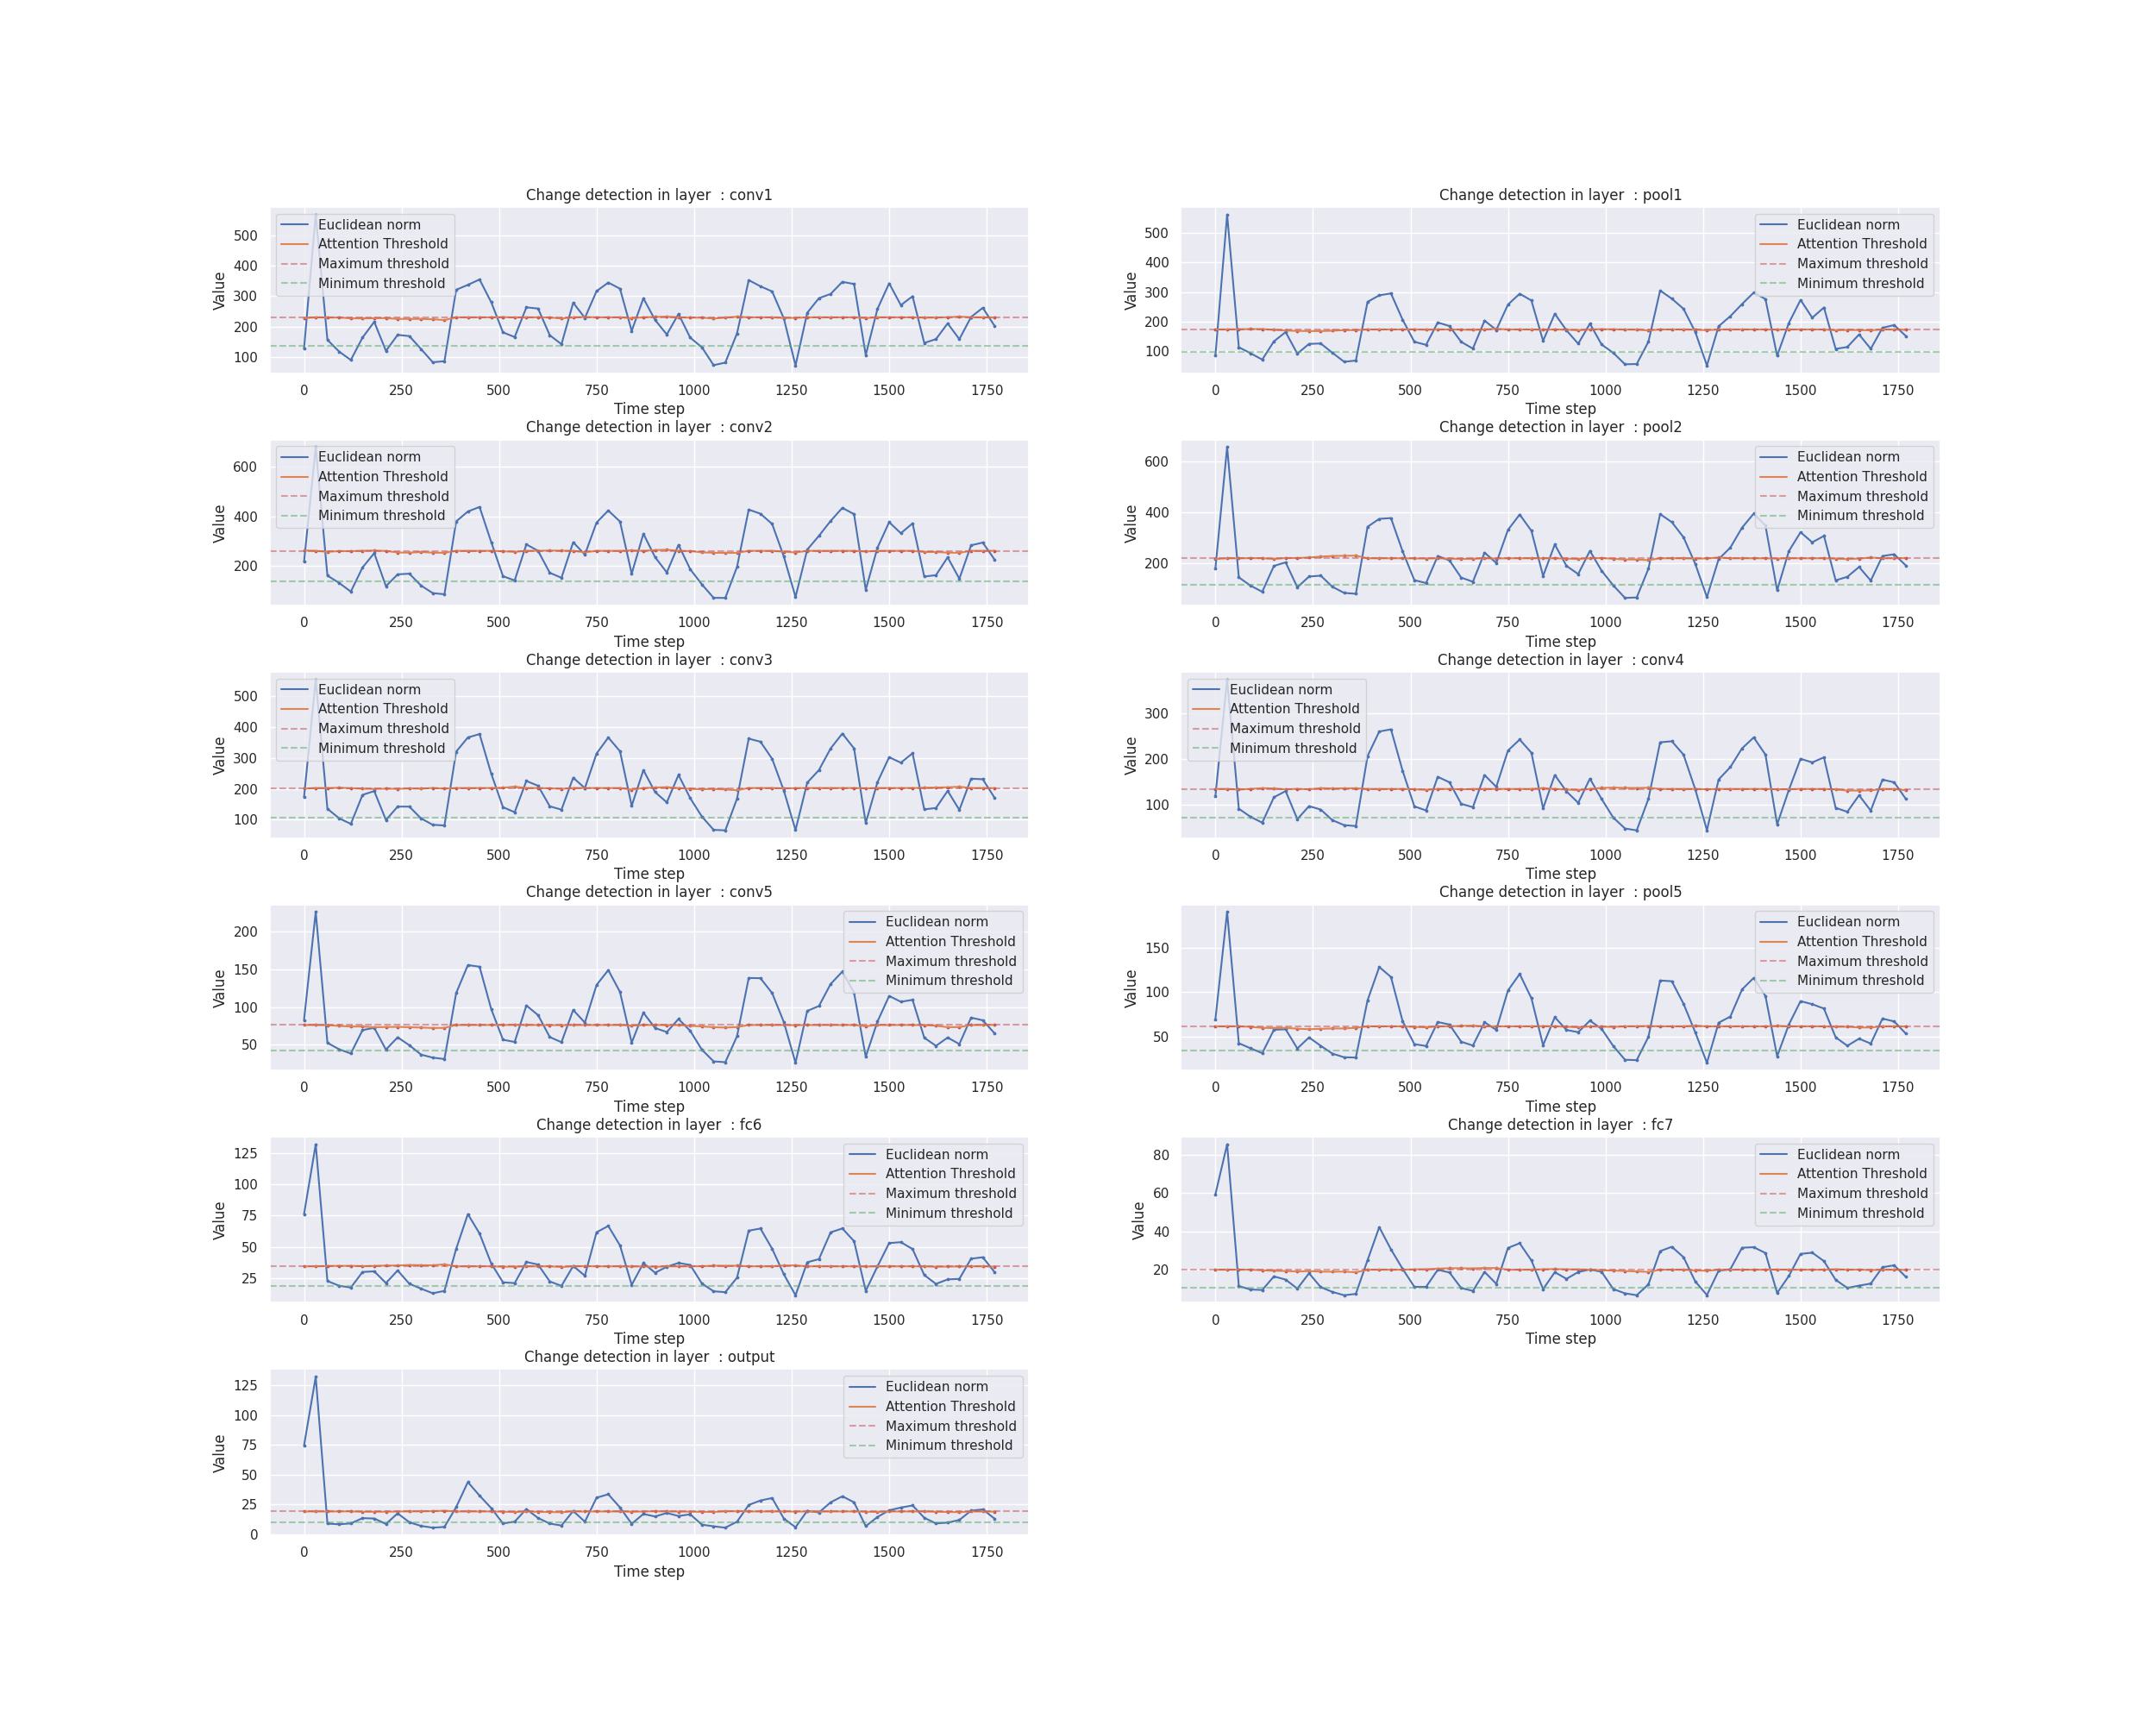 Change detection in layer  : conv1
Value
500
400
300
200
100
Euclidean norm
Attention Threshold
Maximum threshold
Minimum threshold
0 250 500 750 1000 1250 1500 1750
Time step
Change detection in layer  : pool1
Value
500
400
300
200
100
Euclidean norm
Attention Threshold
Maximum threshold
Minimum threshold
0 250 500 750 1000 1250 1500 1750
Time step
Change detection in layer  : conv2
Value
600
400
200
Euclidean norm
Attention Threshold
Maximum threshold
Minimum threshold
0 250 500 750 1000 1250 1500 1750
Time step
Change detection in layer  : pool2
Value
600
400
200
Euclidean norm
Attention Threshold
Maximum threshold
Minimum threshold
0 250 500 750 1000 1250 1500 1750
Time step
Change detection in layer  : conv3
Value
500
400
300
200
100
Euclidean norm
Attention Threshold
Maximum threshold
Minimum threshold
0 250 500 750 1000 1250 1500 1750
Time step
Change detection in layer  : conv4
Value
300
200
100
Euclidean norm
Attention Threshold
Maximum threshold
Minimum threshold
0 250 500 750 1000 1250 1500 1750
Time step
Change detection in layer  : conv5
Value
200
150
100
50
Euclidean norm
Attention Threshold
Maximum threshold
Minimum threshold
0 250 500 750 1000 1250 1500 1750
Time step
Change detection in layer  : pool5
Value
150
100
50
Euclidean norm
Attention Threshold
Maximum threshold
Minimum threshold
0 250 500 750 1000 1250 1500 1750
Time step
Change detection in layer  : fc6
Value
125
100
75
50
25
Euclidean norm
Attention Threshold
Maximum threshold
Minimum threshold
0 250 500 750 1000 1250 1500 1750
Time step
Change detection in layer  : fc7
Value
80
60
40
20
Euclidean norm
Attention Threshold
Maximum threshold
Minimum threshold
0 250 500 750 1000 1250 1500 1750
Time step
Change detection in layer  : output
Value
125
100
75
50
25
0
Euclidean norm
Attention Threshold
Maximum threshold
Minimum threshold
0 250 500 750 1000 1250 1500 1750
Time step